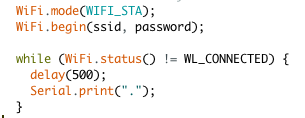 WiFi.mode(WIFI_STA);
WiFi.begin(ssid, password);
while (WiFi.status() != WL_CONNECTED) {
delay(500);
Serial.print(".");
}